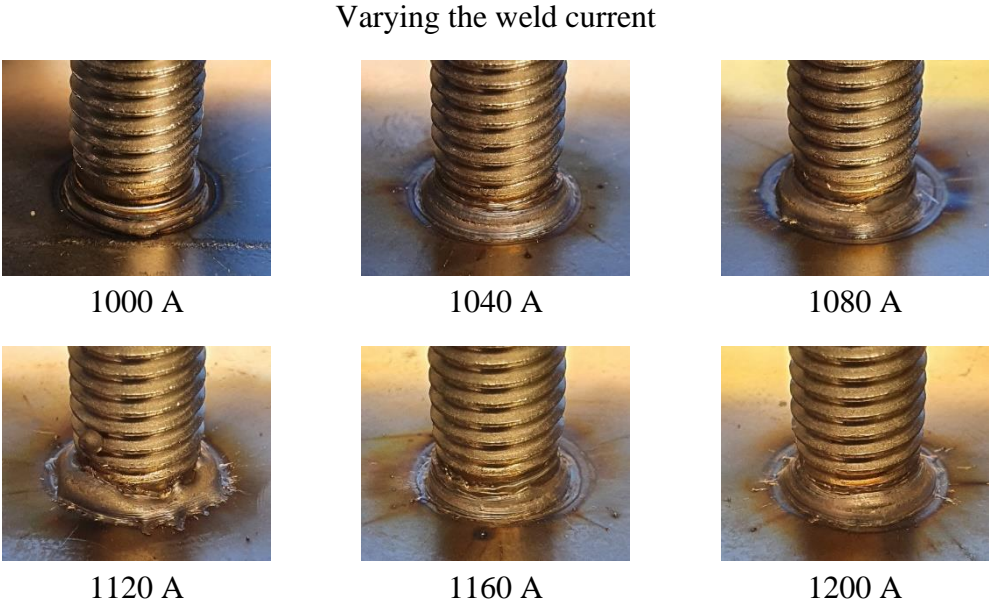 Varying the weld current
1000 A
1040 A
1080 A
1120 A
1160 A
1200 A